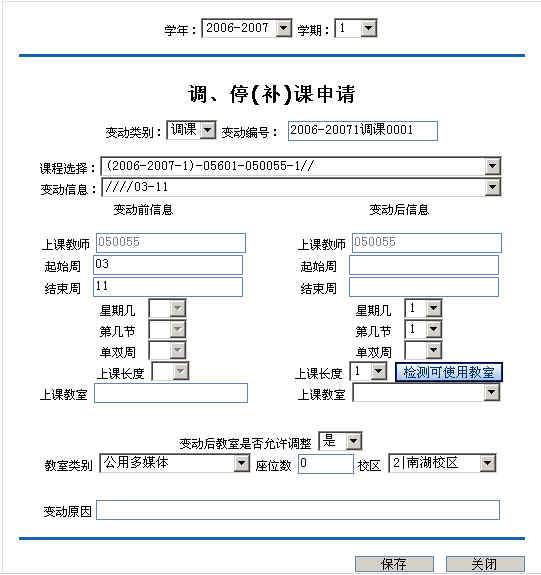 学年： 2006-2007 学期： 1
调、停(补)课申请
变动类别： 调课 变动编号： 2006-20071调课0001
课程选择： (2006-2007-1)-05601-050055-1//
变动信息： ////03-11
变动前信息 变动后信息
上课教师 050055 上课教师 050055
起始周 03 起始周
结束周 11 结束周
星期几 星期几 1
第几节 第几节 1
单双周 单双周
上课长度 上课长度 1 检测可使用教室
上课教室 上课教室
变动后教室是否允许调整 是
教室类别 公用多媒体 座位数 0 校区 2|南湖校区
变动原因
保存 关闭